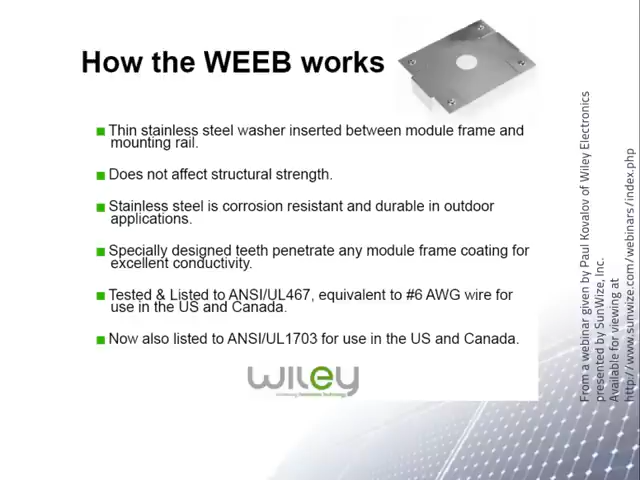 How the WEEB works
Thin stainless steel washer inserted between module frame and
mounting rail.
Does not affect structural strength.
Stainless steel is corrosion resistant and durable in outdoor
applications.
Specially designed teeth penetrate any module frame coating for
excellent conductivity.
Tested & Listed to ANSI/UL467, equivalent to #6 AWG wire for
use in the US and Canada.
Now also listed to ANSI/UL1703 for use in the US and Canada.
wiley
From a webinar given by Paul Kovalov of Wiley Electronics
presented by SunWize, Inc.
Available for viewing at
http://www.sunwize.com/webinars/index.php